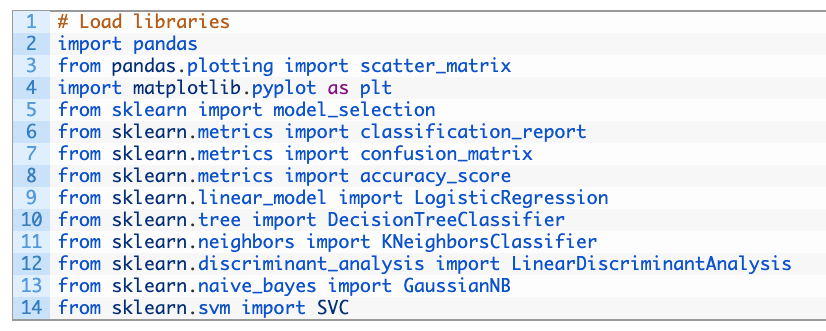 1 # Load libraries
2 import pandas
3 from pandas.plotting import scatter_matrix
4 import matplotlib.pyplot as plt
5 from sklearn import model_selection
6 from sklearn.metrics import classification_report
7 from sklearn.metrics import confusion_matrix
8 from sklearn.metrics import accuracy_score
9 from sklearn.linear_model import LogisticRegression
10 from sklearn.tree import DecisionTreeClassifier
11 from sklearn.neighbors import KNeighborsClassifier
12 from sklearn.discriminant_analysis import LinearDiscriminantAnalysis
13 from sklearn.naive_bayes import GaussianNB
14 from sklearn.svm import SVC